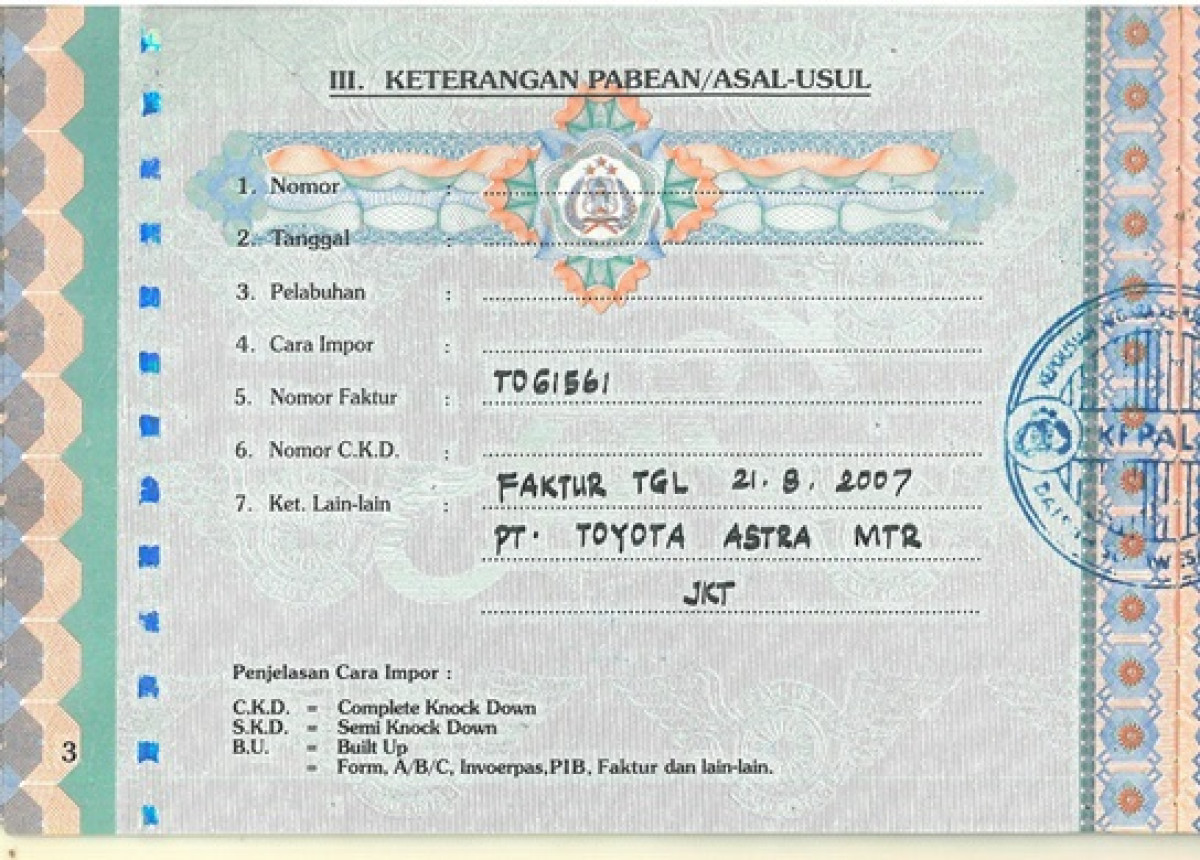 III. KETERANGAN PABEAN/ASAL-USUL
1. Nomor :
2. Tanggal :
3. Pelabuhan :
4. Cara Impor :
5. Nomor Faktur : TOG1561
6. Nomor C.K.D. :
7. Ket. Lain-lain : FAKTUR TGL 21.8.2007
PT. TOYOTA ASTRA MTR
JKT
Penjelasan Cara Impor :
C.K.D. = Complete Knock Down
S.K.D. = Semi Knock Down
B.U. = Built Up
= Form, A/B/C, Invoerpas,PIB, Faktur dan lain-lain.
3